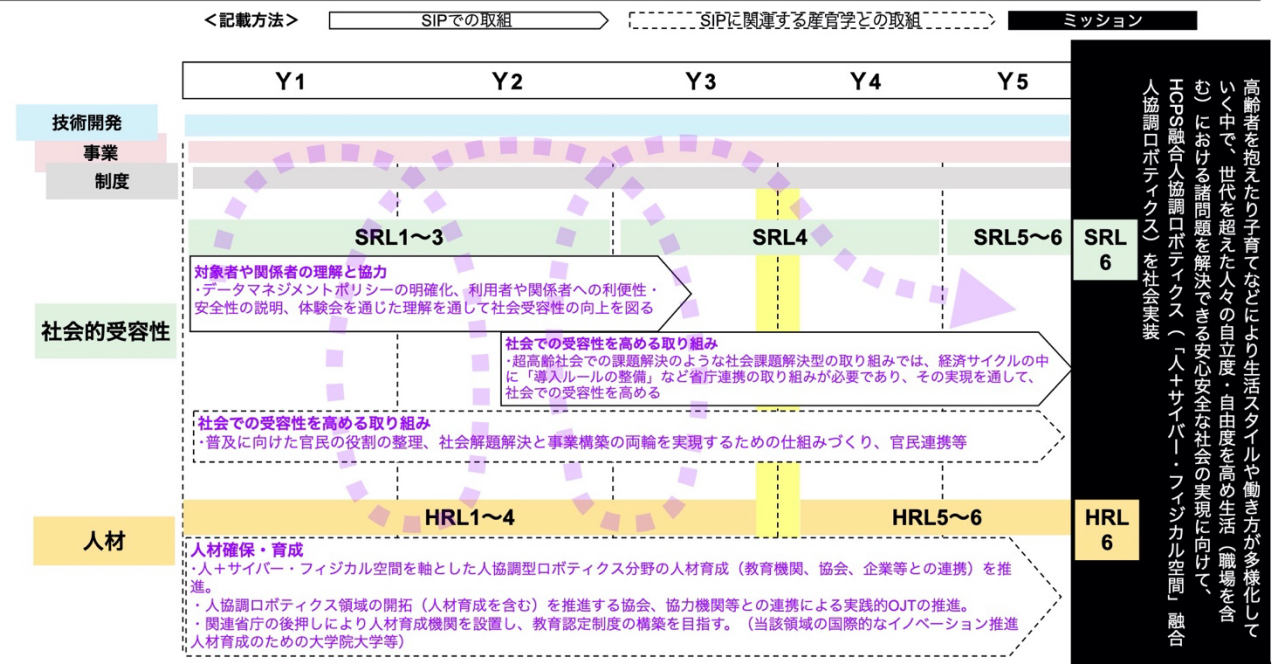 ＜記載方法＞
SIPでの取組
SIPに関連する産官学との取組
ミッション
Y1
Y2
Y3
Y4
Y5
技術開発
事業
制度
SRL1〜3
SRL4
SRL5〜6
SRL
6
社会的受容性
対象者や関係者の理解と協力
・データマネジメントポリシーの明確化、利用者や関係者への利便性・
安全性の説明、体験会を通じた理解を通して社会受容性の向上を図る
社会での受容性を高める取り組み
・超高齢社会での課題解決のような社会課題解決型の取り組みでは、経済サイクルの中
に「導入ルールの整備」など省庁連携の取り組みが必要であり、その実現を通して、
社会での受容性を高める
社会での受容性を高める取り組み
・普及に向けた官民の役割の整理、社会解題解決と事業構築の両輪を実現するための仕組みづくり、官民連携等
人材
HRL1〜4
HRL5〜6
HRL
6
人材確保・育成
・人＋サイバー・フィジカル空間を軸とした人協調型ロボティクス分野の人材育成（教育機関、協会、企業等との連携）を推
進。
・人協調ロボティクス領域の開拓（人材育成を含む）を推進する協会、協力機関等との連携による実践的OJTの推進。
・関連省庁の後押しにより人材育成機関を設置し、教育認定制度の構築を目指す。（当該領域の国際的なイノベーション推進
人材育成のための大学院大学等）
高齢者を抱えたり子育てなどにより生活スタイルや働き方が多様化して
いく中で、世代を超えた人々の自立度・自由度を高め生活（職場を含
む）における諸問題を解決できる安心安全な社会の実現に向けて、
HCPS融合人協調ロボティクス（「人＋サイバー・フィジカル空間」融合
人協調ロボティクス）を社会実装